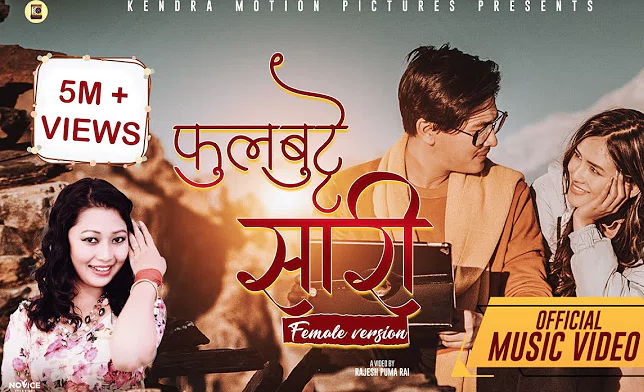 KENDRA MOTION PICTURES PRESENTS
5M +
VIEWS
फुलबुट्टे
सारी
Female version
OFFICIAL
MUSIC VIDEO
A VIDEO BY
RAJESH PUMA RAI
NOVICE